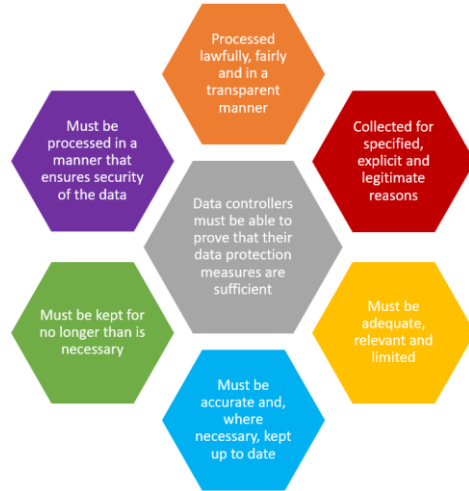 Processed
lawfully, fairly
and in a
transparent
manner
Collected for
specified,
explicit and
legitimate
reasons
Must be
adequate,
relevant and
limited
Must be
accurate and,
where
necessary, kept
up to date
Must be kept for
no longer than is
necessary
Must be
processed in a
manner that
ensures security
of the data
Data controllers
must be able to
prove that their
data protection
measures are
sufficient